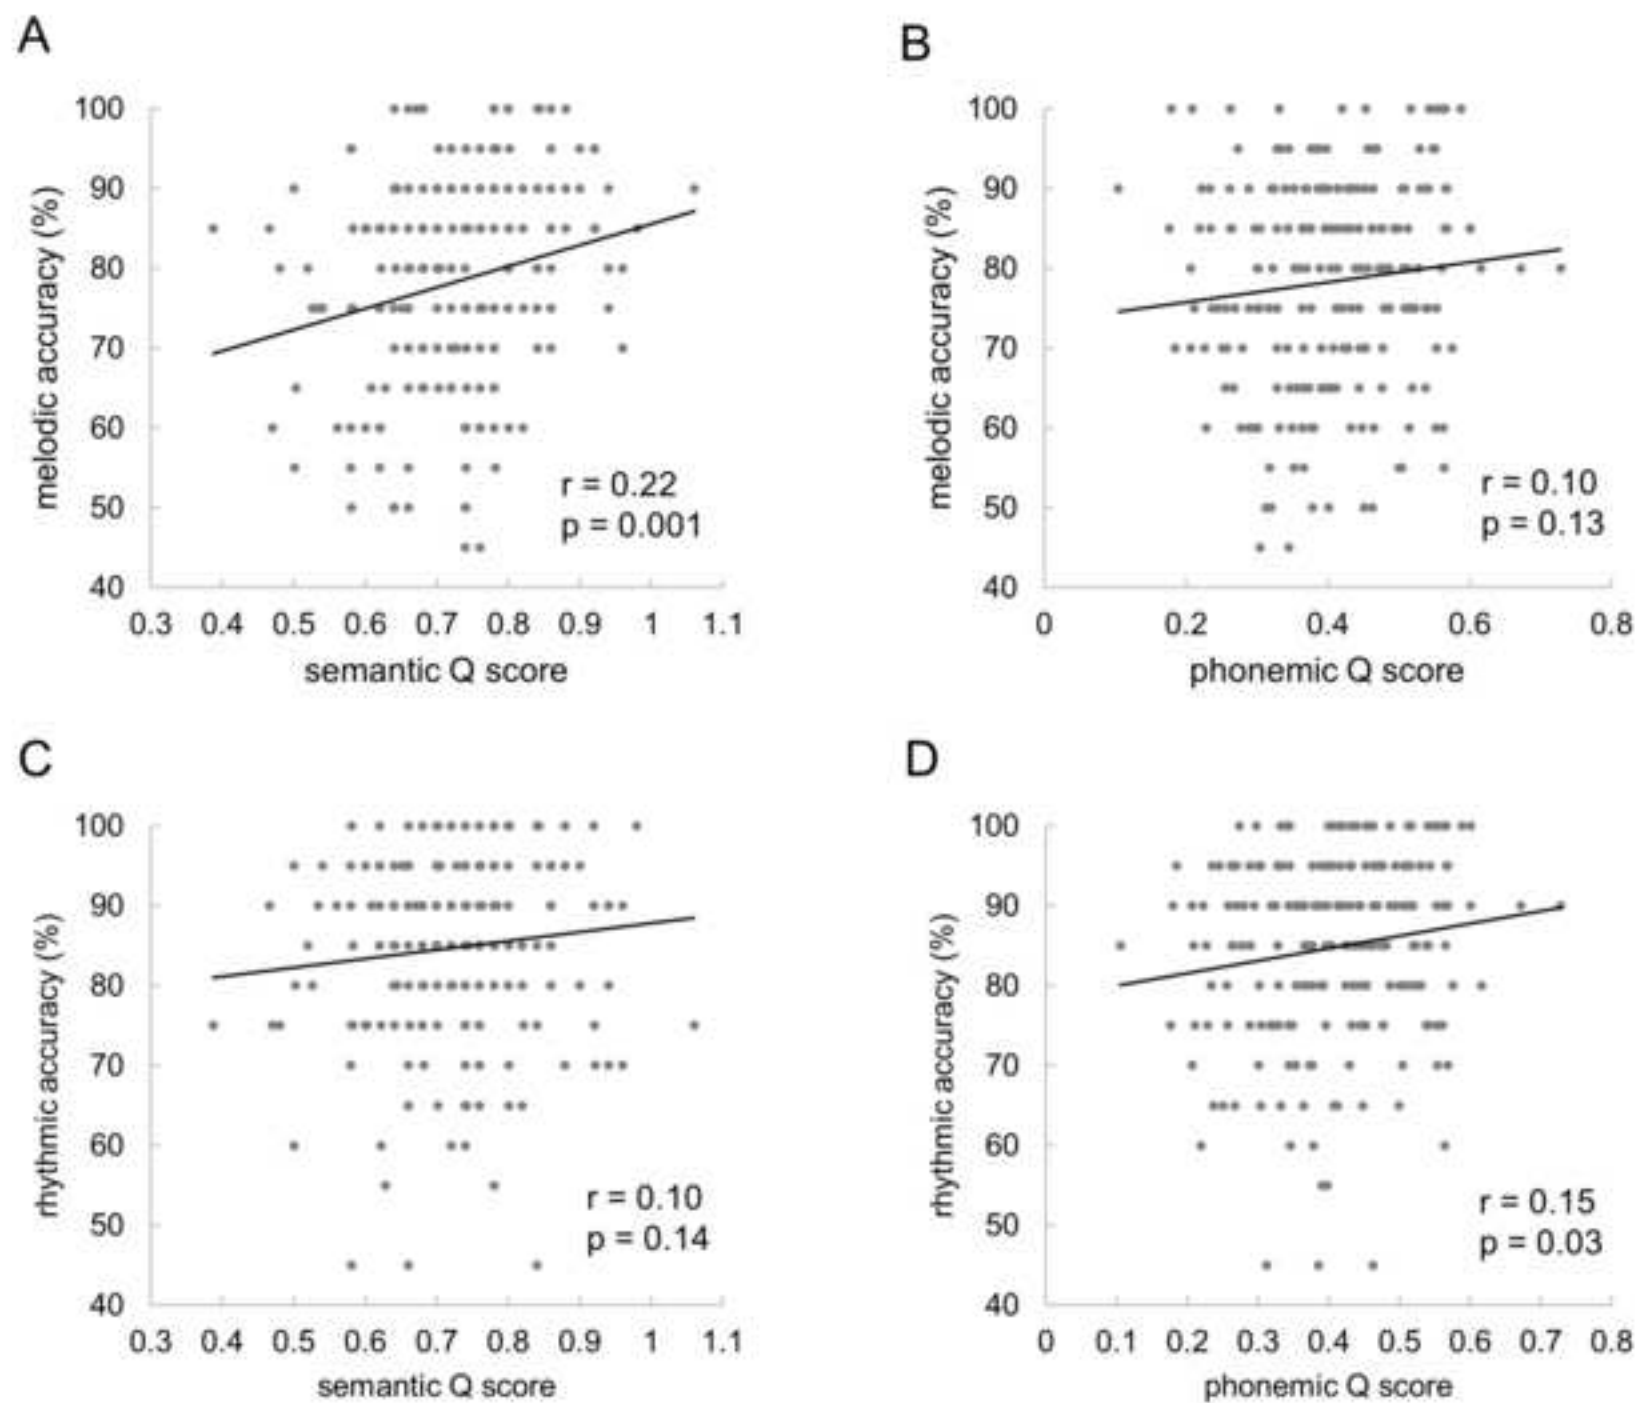 A
melodic accuracy (%)
100
90
80
70
60
50
40
r = 0.22
p = 0.001
0.3 0.4 0.5 0.6 0.7 0.8 0.9 1 1.1
semantic Q score
B
melodic accuracy (%)
100
90
80
70
60
50
40
r = 0.10
p = 0.13
0 0.2 0.4 0.6 0.8
phonemic Q score
C
rhythmic accuracy (%)
100
90
80
70
60
50
40
r = 0.10
p = 0.14
0.3 0.4 0.5 0.6 0.7 0.8 0.9 1 1.1
semantic Q score
D
rhythmic accuracy (%)
100
90
80
70
60
50
40
r = 0.15
p = 0.03
0 0.1 0.2 0.3 0.4 0.5 0.6 0.7 0.8
phonemic Q score